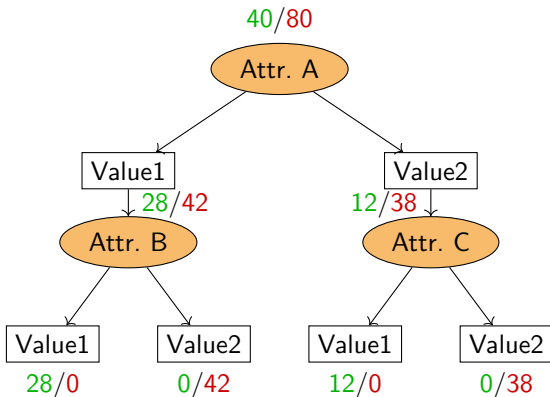 40/80
Attr. A
Value1
Value2
28/42
12/38
Attr. B
Attr. C
Value1
Value2
Value1
Value2
28/0
0/42
12/0
0/38